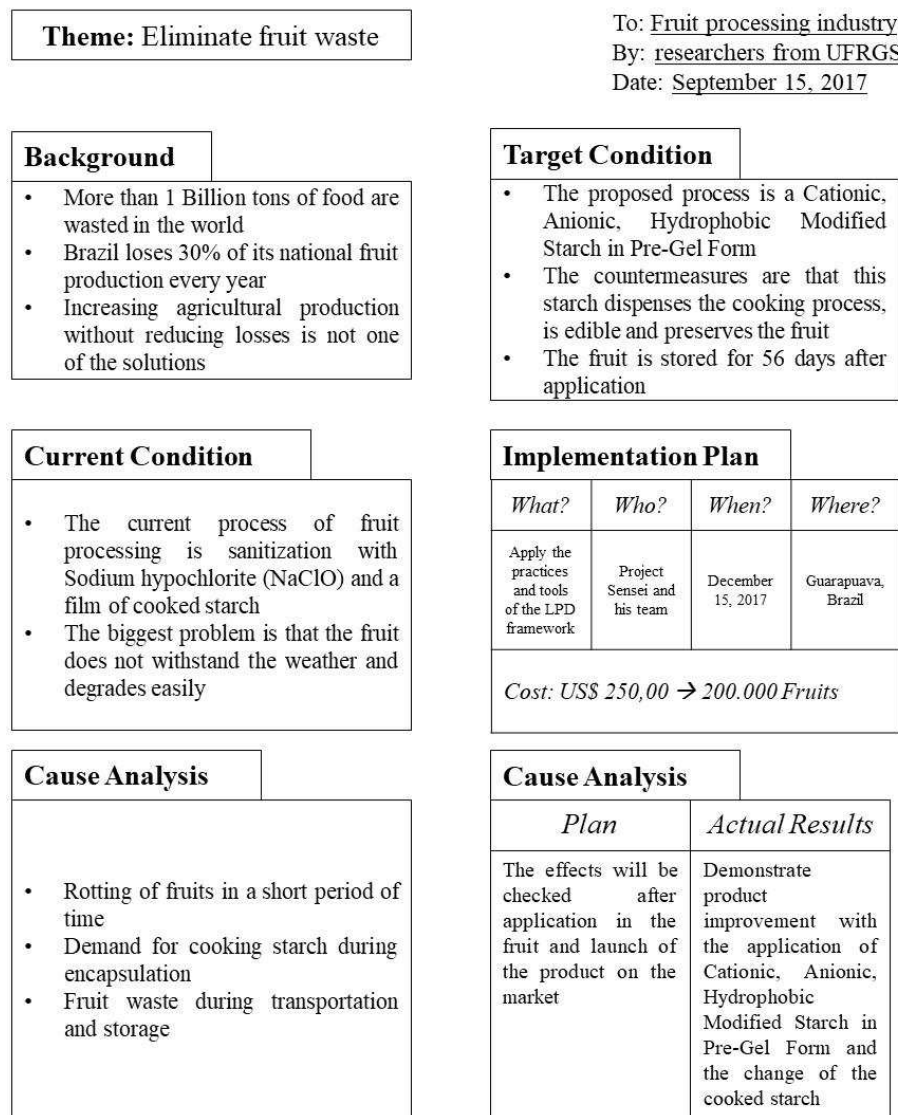 Theme: Eliminate fruit waste
To: Fruit processing industry
By: researchers from UFRGS
Date: September 15, 2017
Background
• More than 1 Billion tons of food are
wasted in the world
• Brazil loses 30% of its national fruit
production every year
• Increasing agricultural production
without reducing losses is not one
of the solutions
Target Condition
• The proposed process is a Cationic,
Anionic, Hydrophobic Modified
Starch in Pre-Gel Form
• The countermeasures are that this
starch dispenses the cooking process,
is edible and preserves the fruit
• The fruit is stored for 56 days after
application
Current Condition
• The current process of fruit
processing is sanitization with
Sodium hypochlorite (NaClO) and a
film of cooked starch
• The biggest problem is that the fruit
does not withstand the weather and
degrades easily
Implementation Plan
What? Who? When? Where?
Apply the
practices
and tools
of the LPD
framework
Project
Sensei and
his team
December
15, 2017
Guarapuava,
Brazil
Cost: US$ 250,00 → 200.000 Fruits
Cause Analysis
• Rotting of fruits in a short period of
time
• Demand for cooking starch during
encapsulation
• Fruit waste during transportation
and storage
Cause Analysis
Plan
The effects will be
checked after
application in the
fruit and launch of
the product on the
market
Actual Results
Demonstrate
product
improvement with
the application of
Cationic, Anionic,
Hydrophobic
Modified Starch in
Pre-Gel Form and
the change of the
cooked starch